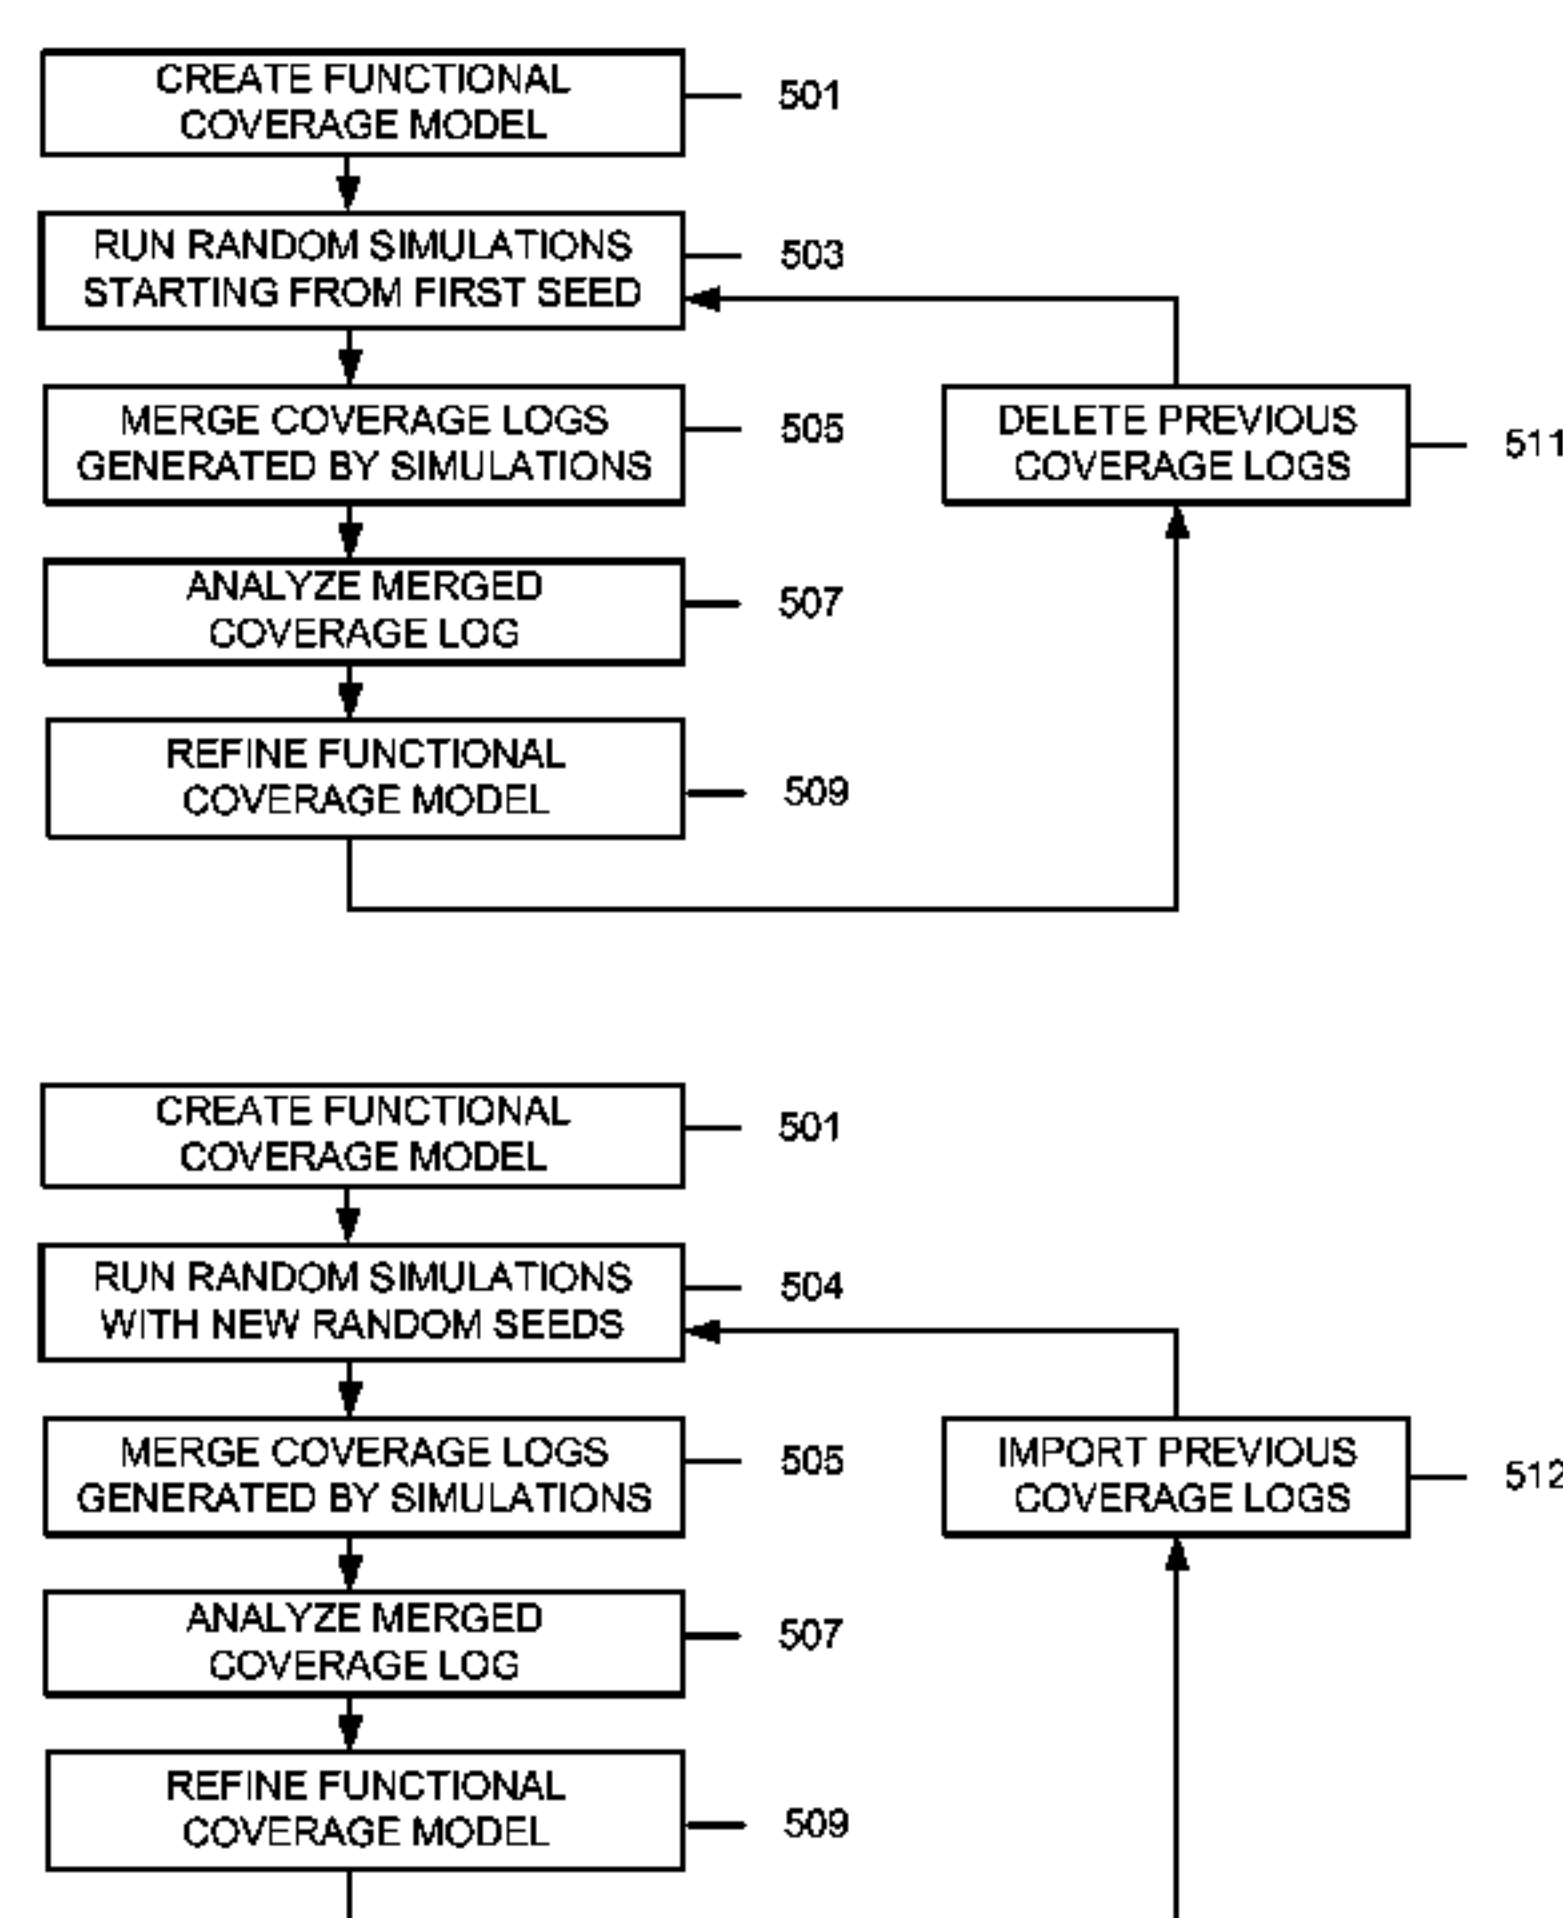 CREATE FUNCTIONAL
COVERAGE MODEL
501
RUN RANDOM SIMULATIONS
STARTING FROM FIRST SEED
503
MERGE COVERAGE LOGS
GENERATED BY SIMULATIONS
505
DELETE PREVIOUS
COVERAGE LOGS
511
ANALYZE MERGED
COVERAGE LOG
507
REFINE FUNCTIONAL
COVERAGE MODEL
509
CREATE FUNCTIONAL
COVERAGE MODEL
501
RUN RANDOM SIMULATIONS
WITH NEW RANDOM SEEDS
504
MERGE COVERAGE LOGS
GENERATED BY SIMULATIONS
505
IMPORT PREVIOUS
COVERAGE LOGS
512
ANALYZE MERGED
COVERAGE LOG
507
REFINE FUNCTIONAL
COVERAGE MODEL
509